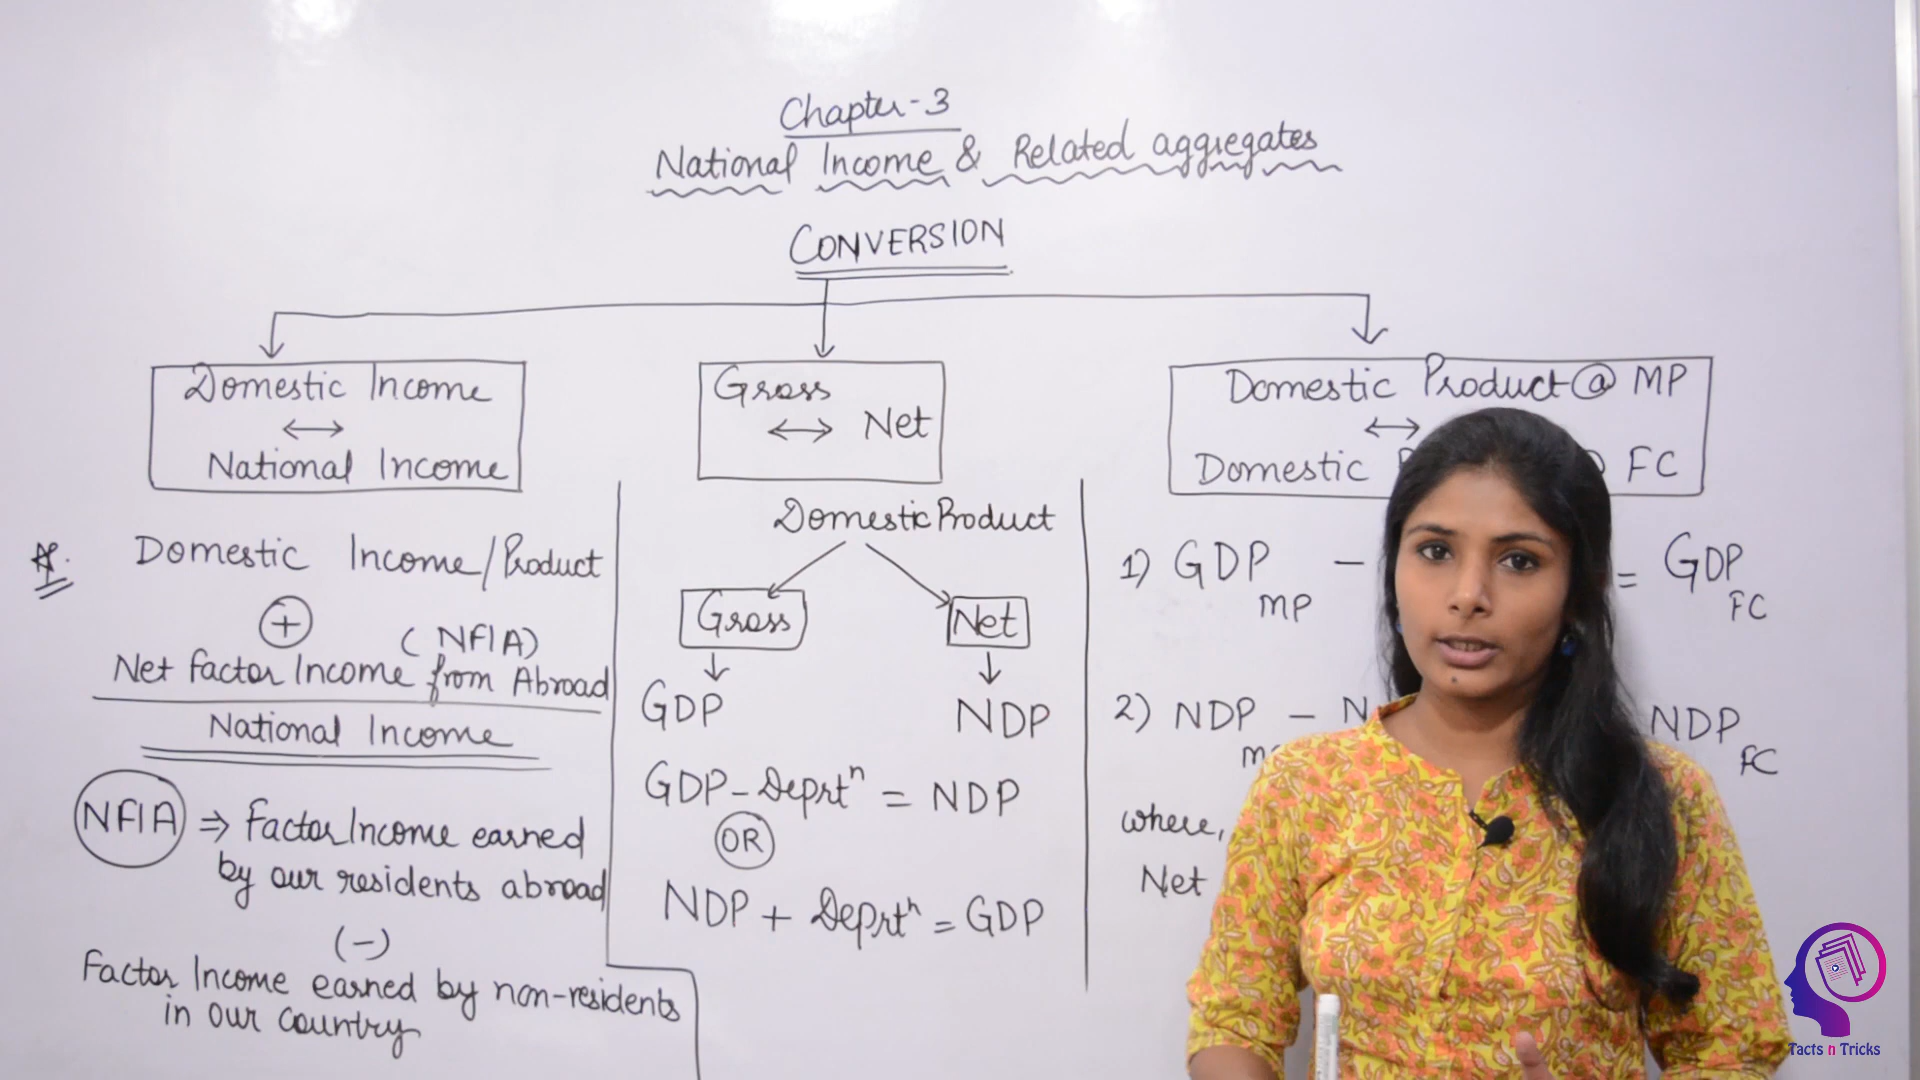 Chapter-3
National Income & Related aggregates
CONVERSION
Domestic Income
↔
National Income
Domestic Income/Product
+
(NFIA)
Net factor Income from Abroad
National Income
NFIA ⇒ Factor Income earned
by our residents abroad
(-)
Factor Income earned by non-residents
in our country
Gross
↔ Net
Domestic Product
Gross Net
↓ ↓
GDP NDP
GDP - Deprtⁿ = NDP
OR
NDP + Deprtⁿ = GDP
Domestic Product @ MP
↔
Domestic FC
1) GDP MP - = GDP FC
2) NDP - NDP FC
where,
Net
Tacts n Tricks